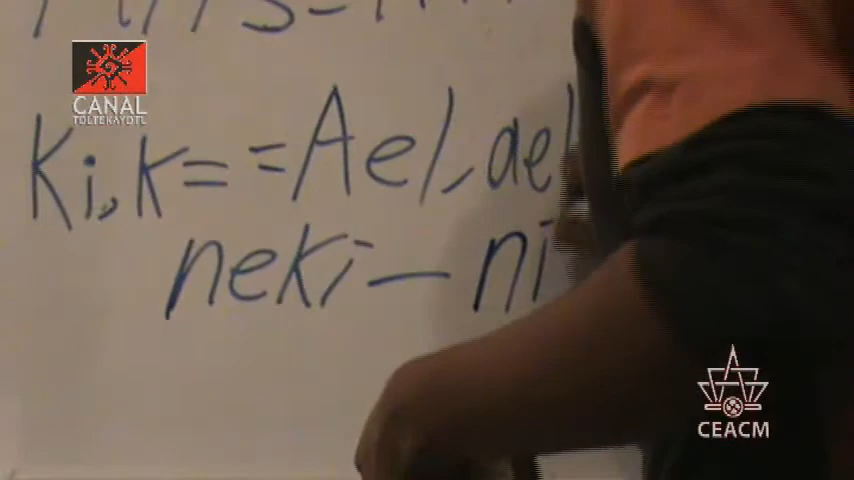 CANAL
TOLTEKAYOTL
Ki,K= =Ael, ael
neki — ni
CEACM